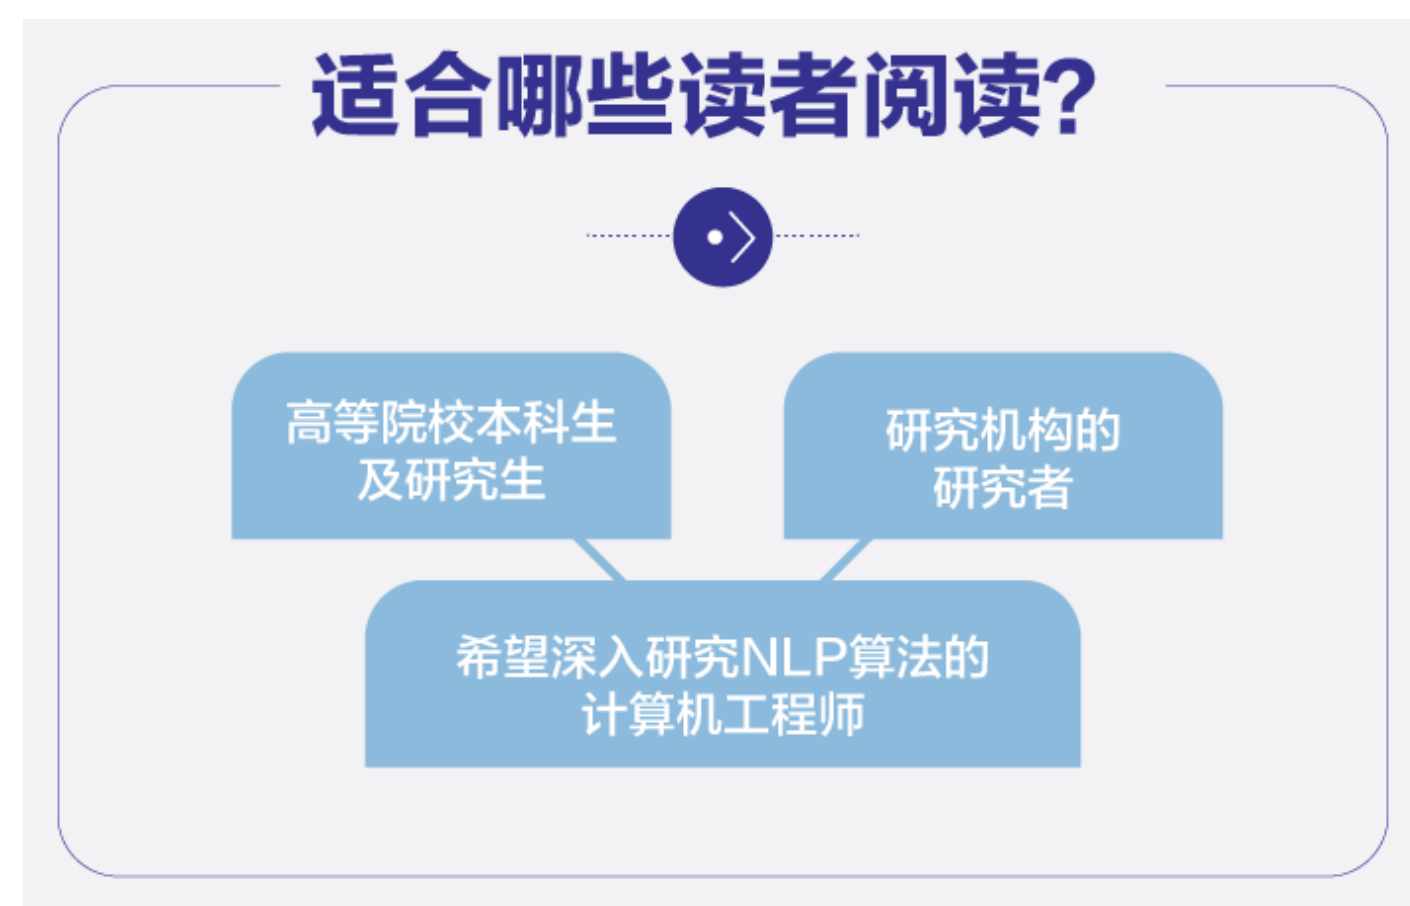 适合哪些读者阅读?
高等院校本科生
及研究生
研究机构的
研究者
希望深入研究NLP算法的
计算机工程师